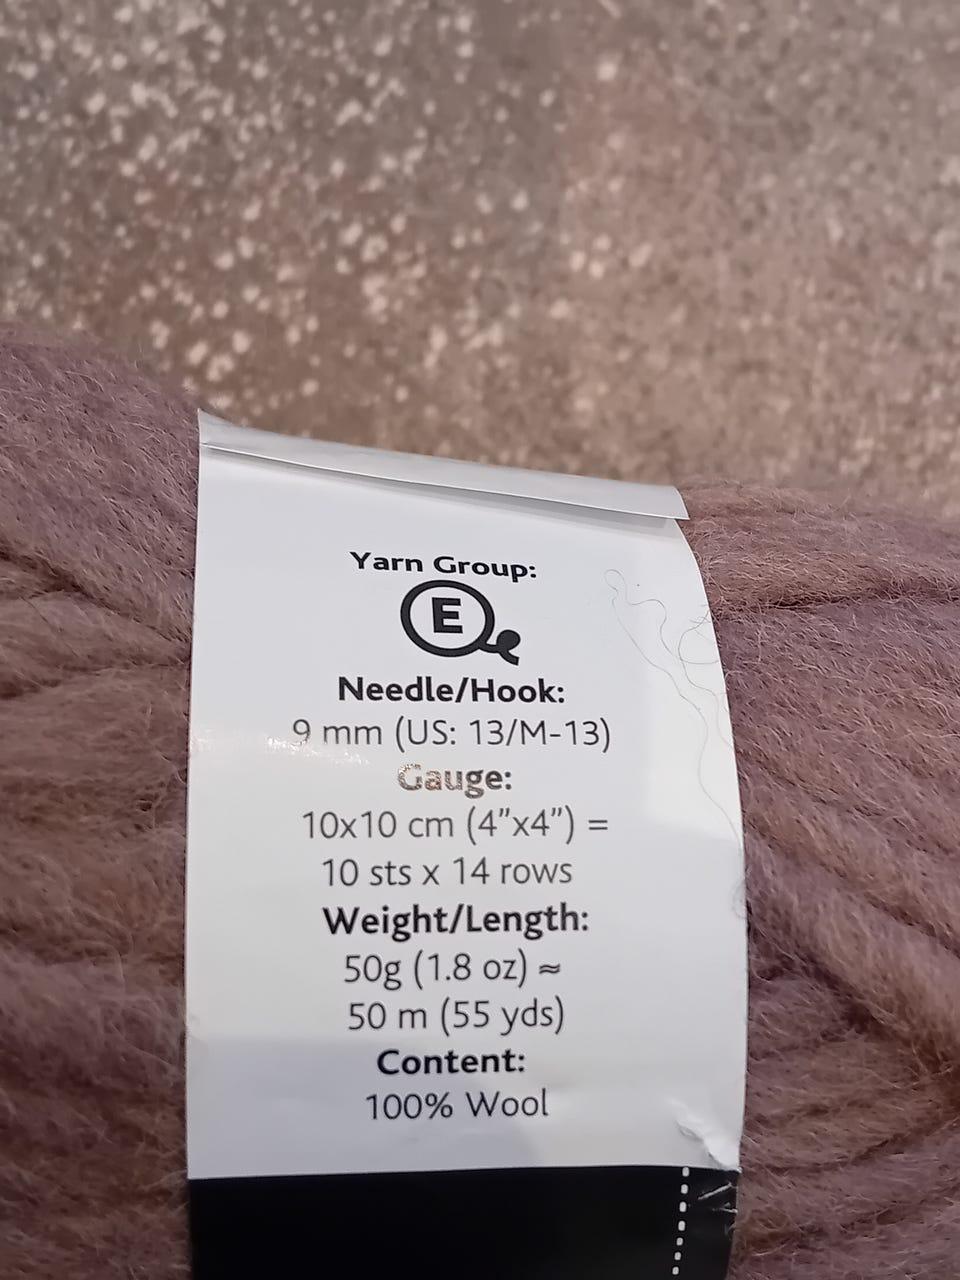 Yarn Group:
E
Needle/Hook:
9 mm (US: 13/M-13)
Gauge:
10x10 cm (4”x4”) =
10 sts x 14 rows
Weight/Length:
50g (1.8 oz) ≈
50 m (55 yds)
Content:
100% Wool